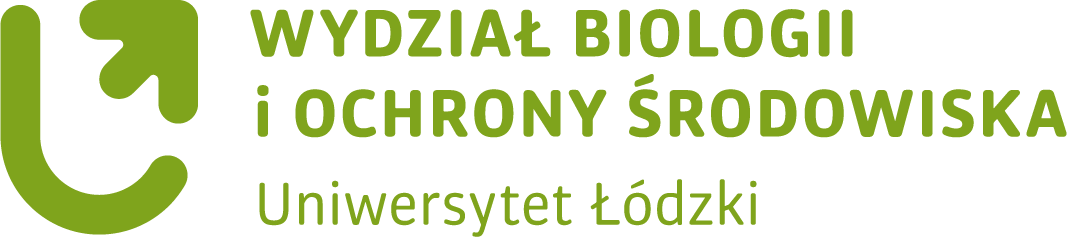 WYDZIAŁ BIOLOGII
i OCHRONY ŚRODOWISKA
Uniwersytet Łódzki